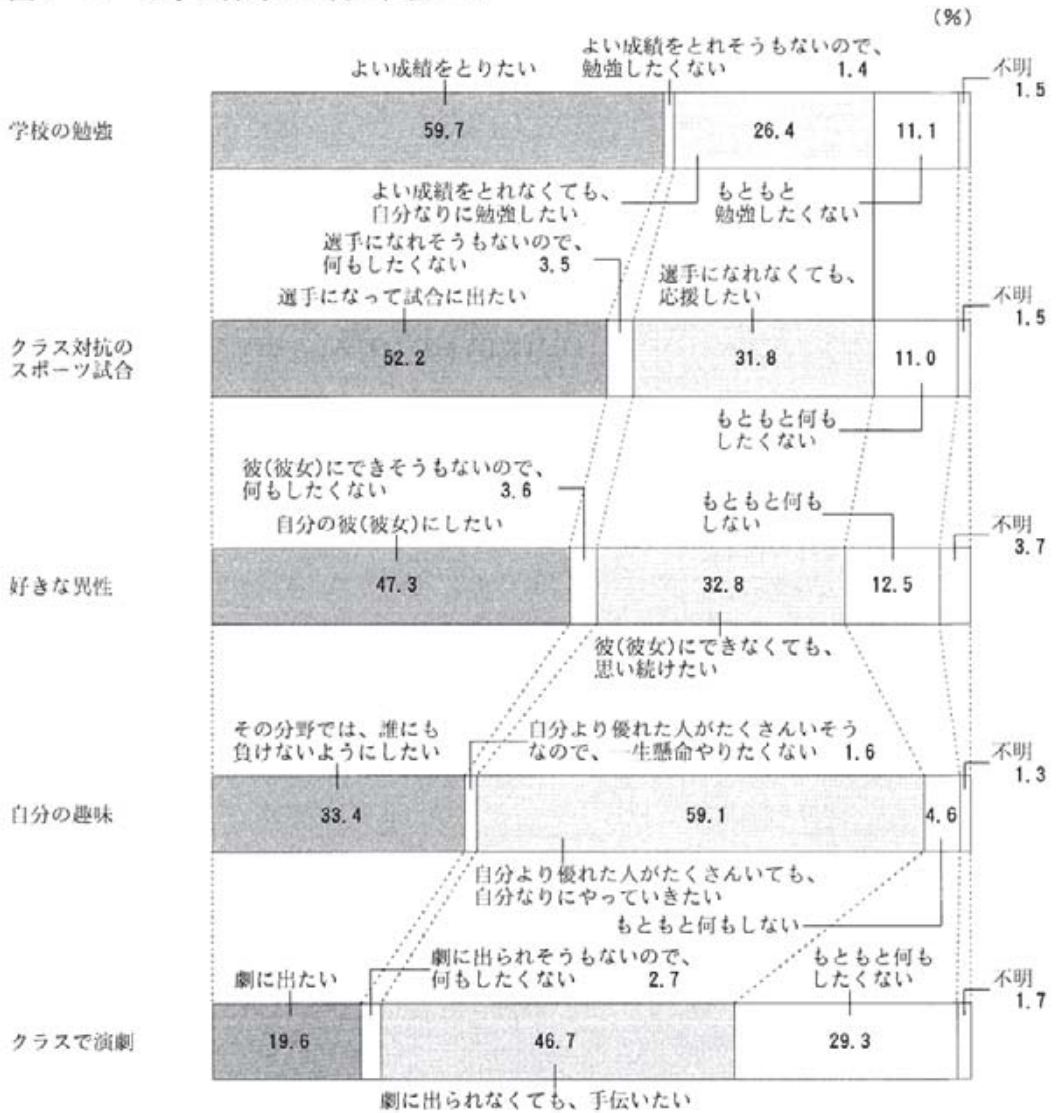 (%)
よい成績をとりたい
よい成績をとれそうもないので、
勉強したくない 1.4
不明
1.5
学校の勉強
59.7
26.4
11.1
よい成績をとれなくても、
自分なりに勉強したい
もともと
勉強したくない
選手になれそうもないので、
何もしたくない 3.5
選手になって試合に出たい
選手になれなくても、
応援したい
不明
1.5
クラス対抗の
スポーツ試合
52.2
31.8
11.0
もともと何も
したくない
彼(彼女)にできそうもないので、
何もしたくない 3.6
自分の彼(彼女)にしたい
もともと何も
しない
不明
3.7
好きな異性
47.3
32.8
12.5
彼(彼女)にできなくても、
思い続けたい
その分野では、誰にも
負けないようにしたい
自分より優れた人がたくさんいそう
なので、一生懸命やりたくない 1.6
不明
1.3
自分の趣味
33.4
59.1
4.6
自分より優れた人がたくさんいても、
自分なりにやっていきたい
もともと何もしない
劇に出たい
劇に出られそうもないので、
何もしたくない 2.7
もともと何も
したくない
不明
1.7
クラスで演劇
19.6
46.7
29.3
劇に出られなくても、手伝いたい